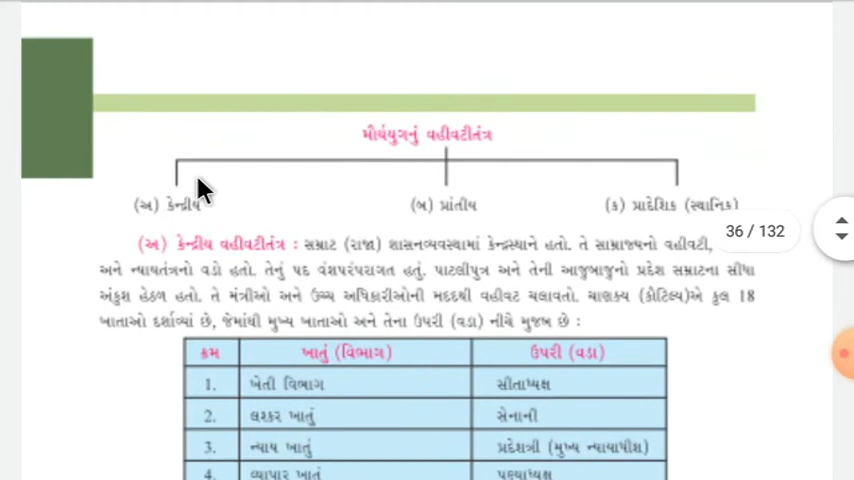 મૌર્યયુગનું વહીવટીતંત્ર
(અ) કેન્દ્રીય (બ) પ્રાંતીય (ક) પ્રાદેશિક (સ્થાનિક)
36 / 132
(અ) કેન્દ્રીય વહીવટીતંત્ર : સમ્રાટ (રાજા) શાસનવ્યવસ્થામાં કેન્દ્રસ્થાને હતો. તે સામ્રાજ્યનો વહીવટી,
અને ન્યાયતંત્રનો વડો હતો. તેનું પદ વંશપરંપરાગત હતું. પાટલીપુત્ર અને તેની આજુબાજુનો પ્રદેશ સમ્રાટના સીધા
અંકુશ હેઠળ હતો. તે મંત્રીઓ અને ઉચ્ચ અધિકારીઓની મદદથી વહીવટ ચલાવતો. ચાણક્ય (કૌટિલ્ય)એ કુલ 18
ખાતાઓ દર્શાવ્યાં છે, જેમાંથી મુખ્ય ખાતાઓ અને તેના ઉપરી (વડા) નીચે મુજબ છે :
ક્રમ ખાતું (વિભાગ) ઉપરી (વડા)
1. ખેતી વિભાગ સીતાધ્યક્ષ
2. લશ્કર ખાતું સેનાની
3. ન્યાય ખાતું પ્રદેશત્રી (મુખ્ય ન્યાયાધીશ)
4. વ્યાપાર ખાતું પણ્યાધ્યક્ષ